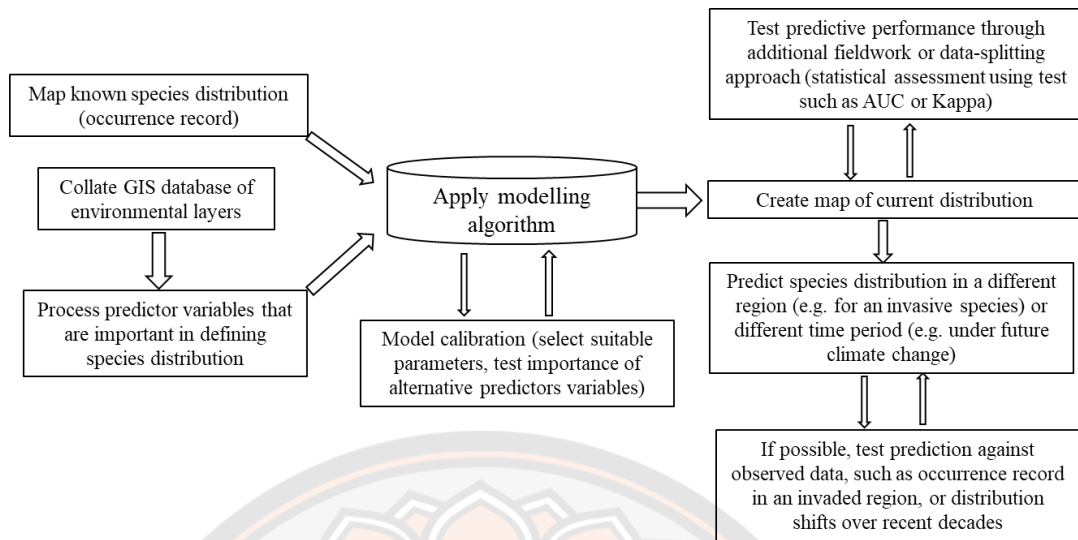 Map known species distribution
(occurrence record)
Collate GIS database of
environmental layers
Process predictor variables that
are important in defining
species distribution
Apply modelling
algorithm
Model calibration (select suitable
parameters, test importance of
alternative predictors variables)
Test predictive performance through
additional fieldwork or data-splitting
approach (statistical assessment using test
such as AUC or Kappa)
Create map of current distribution
Predict species distribution in a different
region (e.g. for an invasive species) or
different time period (e.g. under future
climate change)
If possible, test prediction against
observed data, such as occurrence record
in an invaded region, or distribution
shifts over recent decades